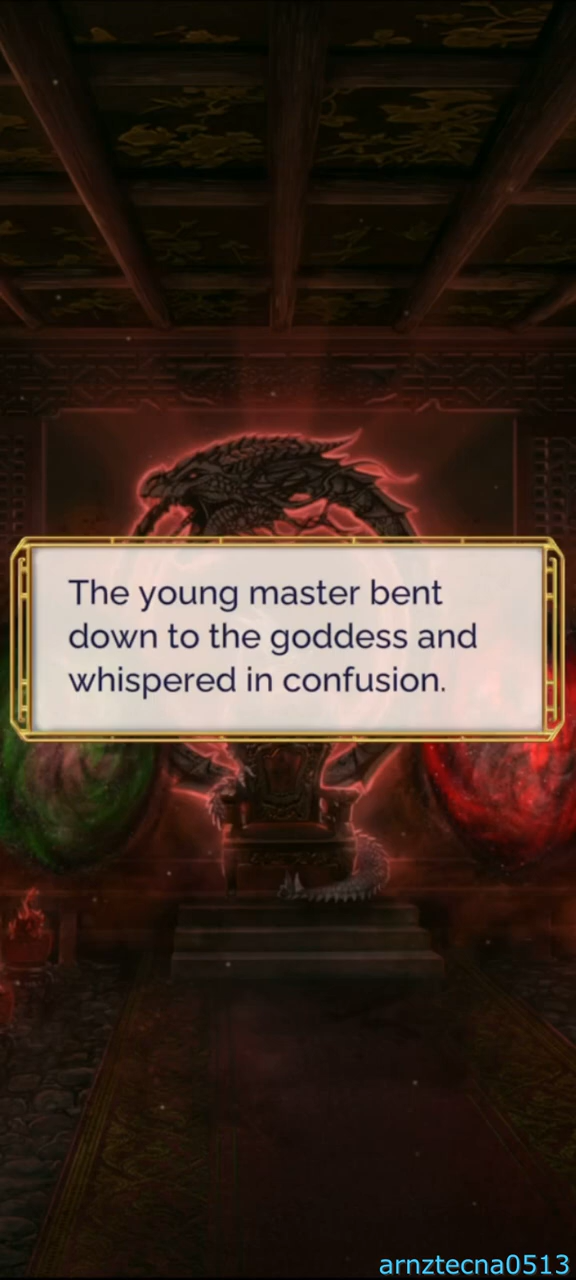 The young master bent
down to the goddess and
whispered in confusion.
arnztecna0513